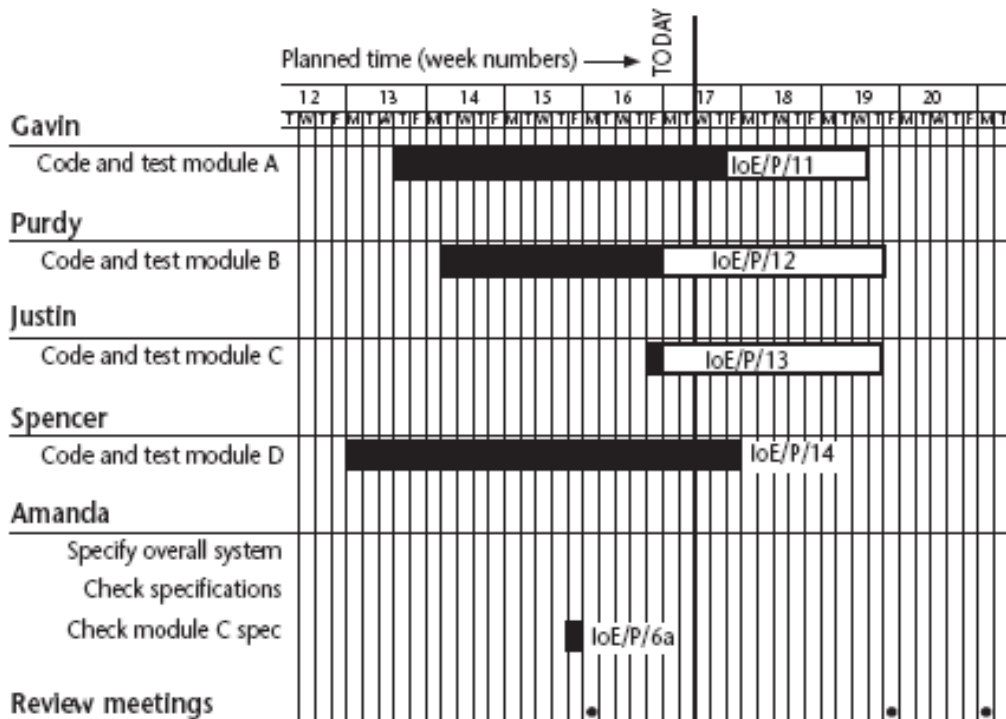 TODAY
Planned time (week numbers)
12 13 14 15 16 17 18 19 20
T W T F M T W T F M T W T F M T W T F M T W T F M T W T F M T W T F M T W T F M T W T F M T
Gavin
Code and test module A IoE/P/11
Purdy
Code and test module B IoE/P/12
Justin
Code and test module C IoE/P/13
Spencer
Code and test module D IoE/P/14
Amanda
Specify overall system
Check specifications
Check module C spec IoE/P/6a
Review meetings